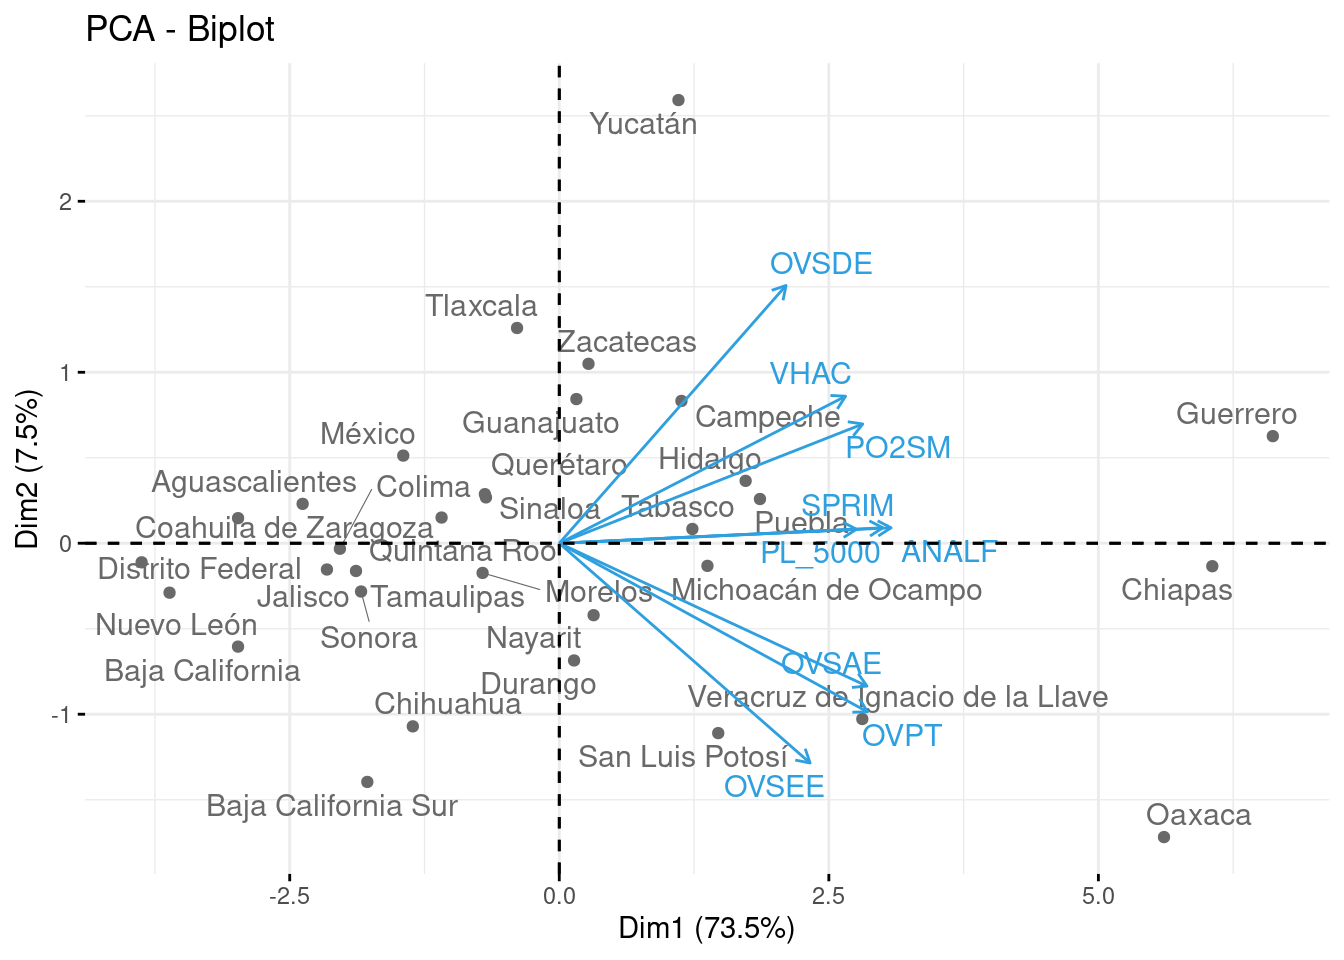 PCA - Biplot
Yucatán
2
OVSDE
Tlaxcala
Zacatecas
1
VHAC
Guerrero
Campeche
Guanajuato
México
PO2SM
Hidalgo
Querétaro
Aguascalientes
Colima
SPRIM
Tabasco
Sinaloa
Puebla
Coahuila de Zaragoza
0
Quintana Roo
PL_5000
ANALF
Distrito Federal
Michoacán de Ocampo
Chiapas
Morelos
Jalisco
Tamaulipas
Nuevo León
Sonora
Nayarit
OVSAE
Baja California
Durango
Veracruz de Ignacio de la Llave
Chihuahua
-1
OVPT
San Luis Potosí
OVSEE
Baja California Sur
Oaxaca
-2.5
0.0
2.5
5.0
Dim1 (73.5%)
Dim2 (7.5%)